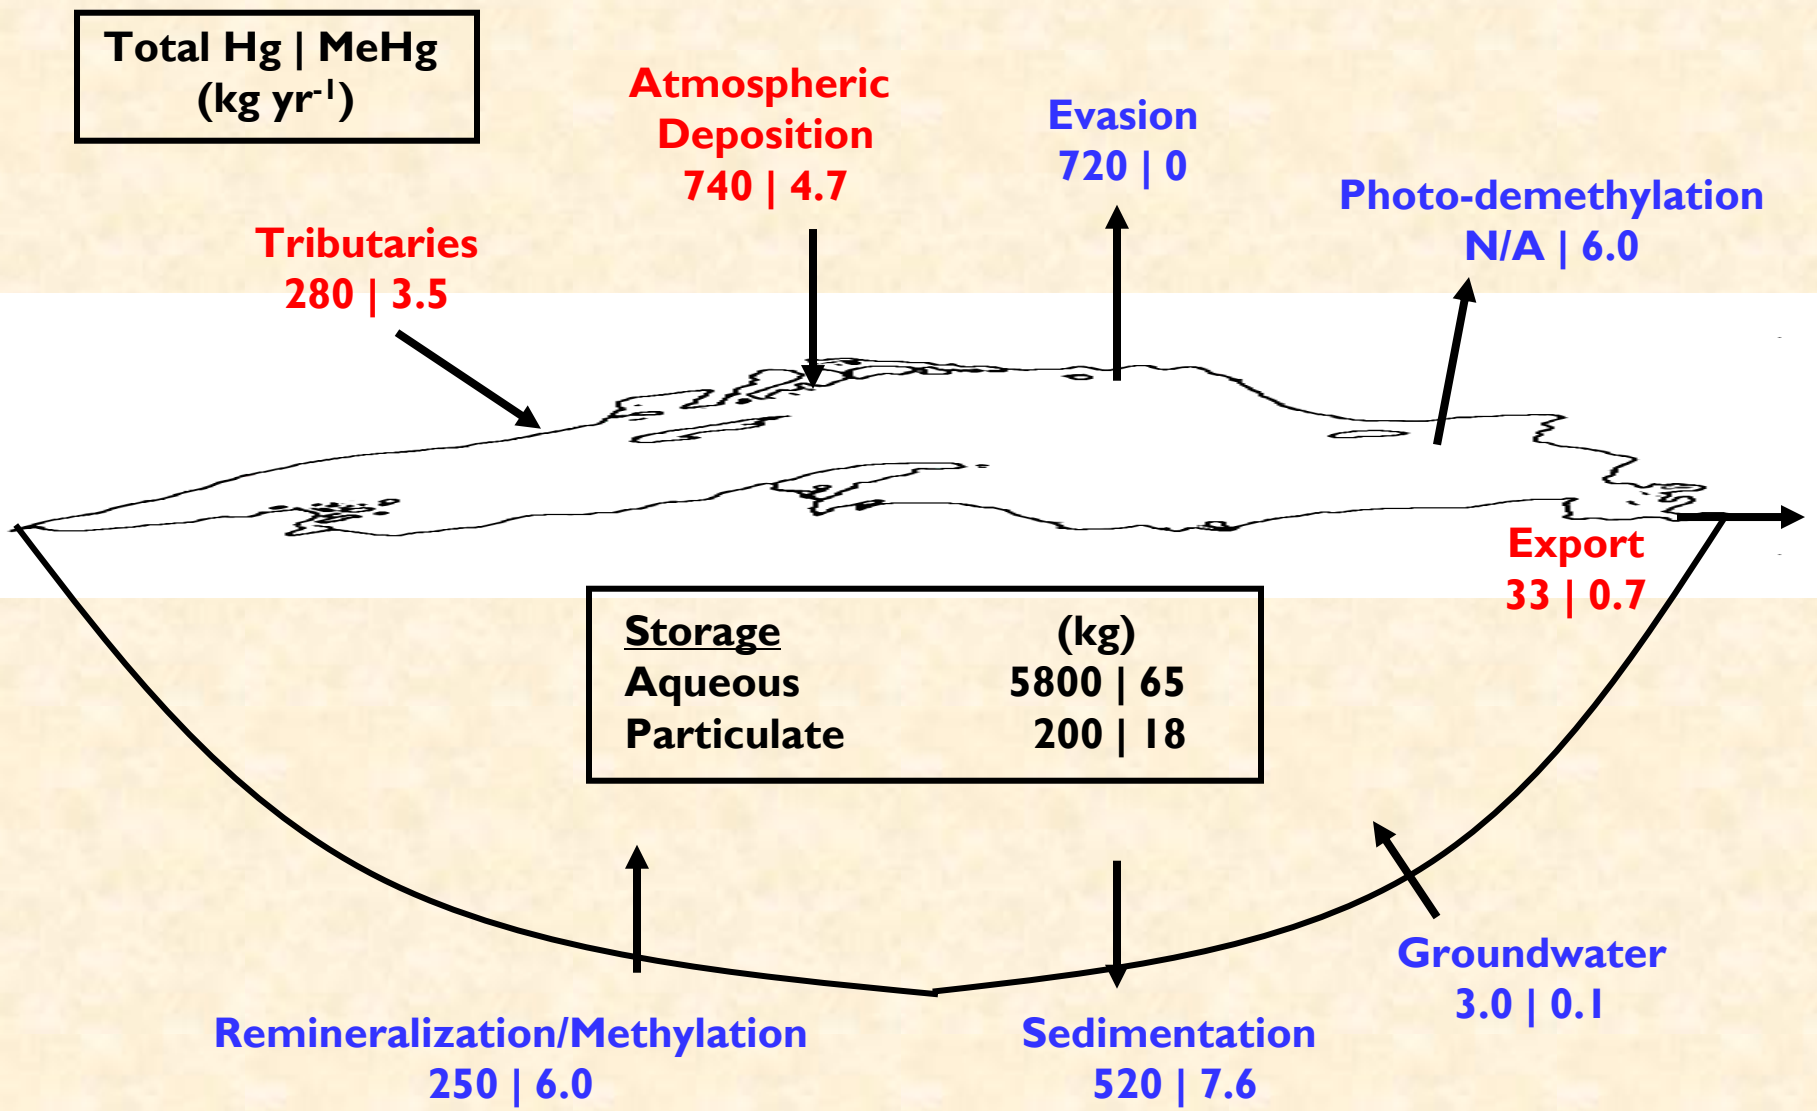 Total Hg | MeHg
(kg yr-1)
Atmospheric
Deposition
740 | 4.7
Evasion
720 | 0
Photo-demethylation
N/A | 6.0
Tributaries
280 | 3.5
Export
33 | 0.7
Storage (kg)
Aqueous 5800 | 65
Particulate 200 | 18
Groundwater
3.0 | 0.1
Remineralization/Methylation
250 | 6.0
Sedimentation
520 | 7.6